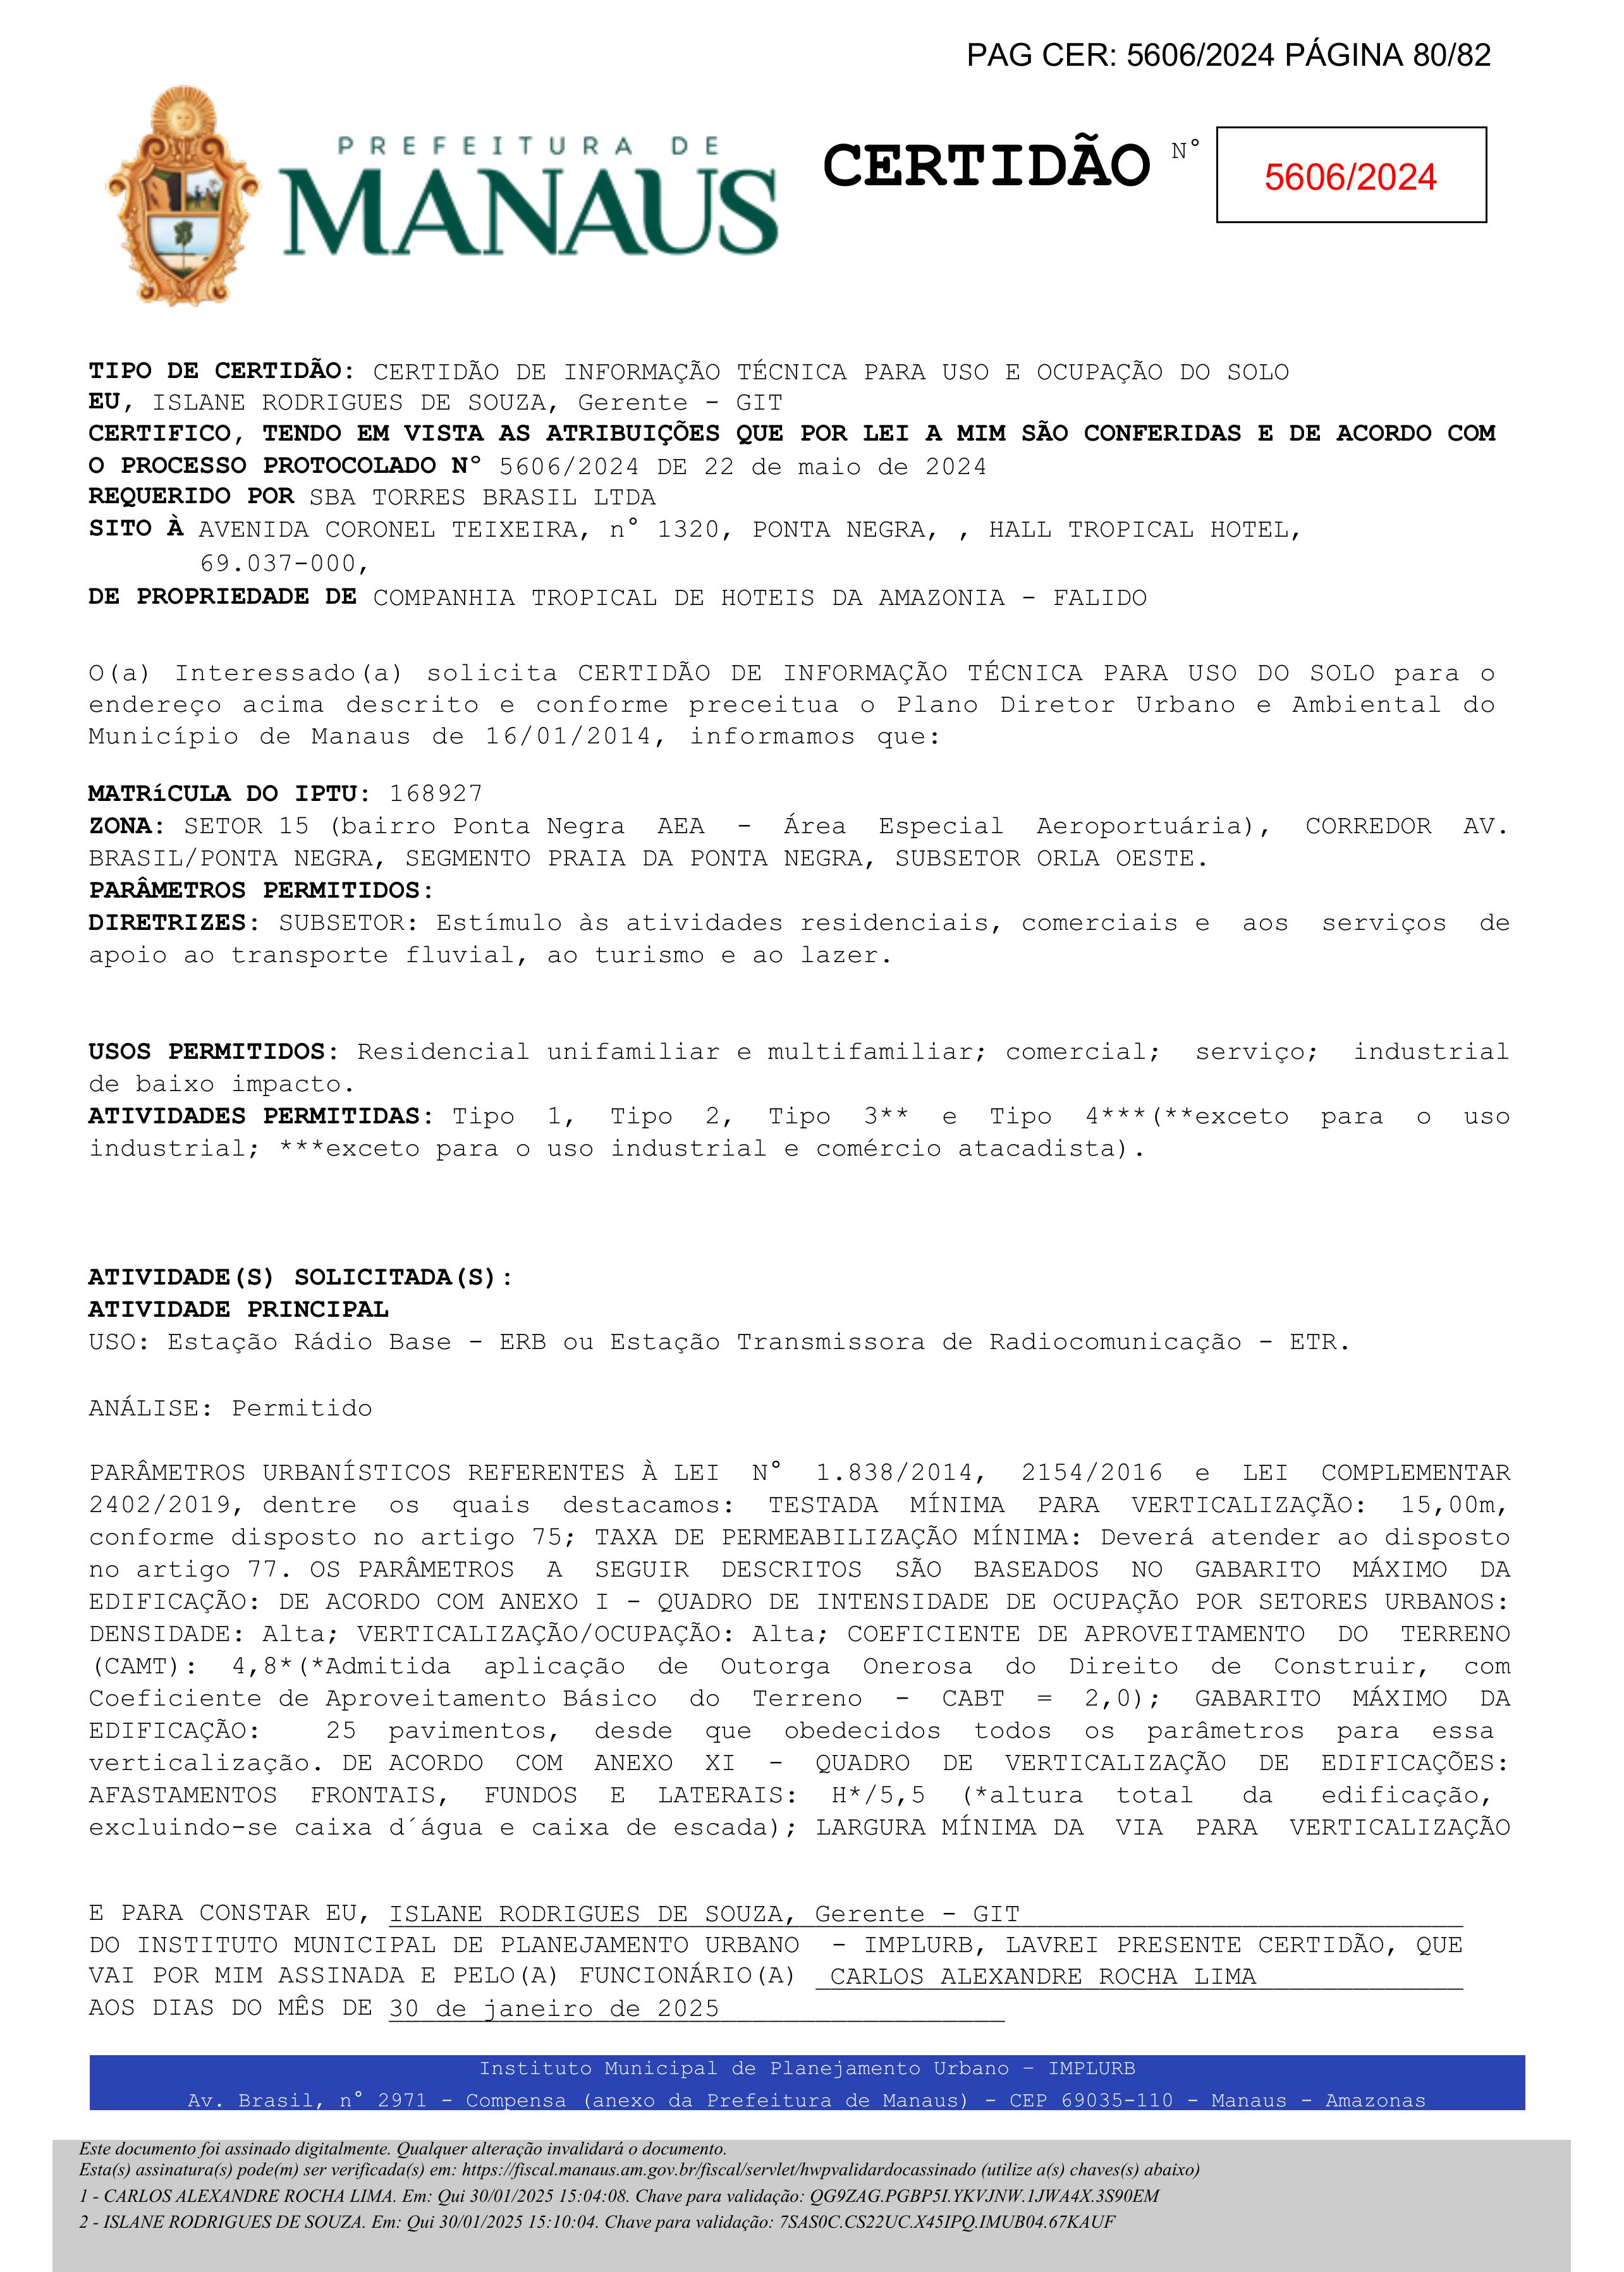 PAG CER: 5606/2024 PÁGINA 80/82
PREFEITURA DE
MANAUS
CERTIDÃO N°
5606/2024
TIPO DE CERTIDÃO: CERTIDÃO DE INFORMAÇÃO TÉCNICA PARA USO E OCUPAÇÃO DO SOLO
EU, ISLANE RODRIGUES DE SOUZA, Gerente - GIT
CERTIFICO, TENDO EM VISTA AS ATRIBUIÇÕES QUE POR LEI A MIM SÃO CONFERIDAS E DE ACORDO COM
O PROCESSO PROTOCOLADO Nº 5606/2024 DE 22 de maio de 2024
REQUERIDO POR SBA TORRES BRASIL LTDA
SITO À AVENIDA CORONEL TEIXEIRA, n° 1320, PONTA NEGRA, , HALL TROPICAL HOTEL,
69.037-000,
DE PROPRIEDADE DE COMPANHIA TROPICAL DE HOTEIS DA AMAZONIA - FALIDO
O(a) Interessado(a) solicita CERTIDÃO DE INFORMAÇÃO TÉCNICA PARA USO DO SOLO para o
endereço acima descrito e conforme preceitua o Plano Diretor Urbano e Ambiental do
Município de Manaus de 16/01/2014, informamos que:
MATRíCULA DO IPTU: 168927
ZONA: SETOR 15 (bairro Ponta Negra AEA - Área Especial Aeroportuária), CORREDOR AV.
BRASIL/PONTA NEGRA, SEGMENTO PRAIA DA PONTA NEGRA, SUBSETOR ORLA OESTE.
PARÂMETROS PERMITIDOS:
DIRETRIZES: SUBSETOR: Estímulo às atividades residenciais, comerciais e aos serviços de
apoio ao transporte fluvial, ao turismo e ao lazer.
USOS PERMITIDOS: Residencial unifamiliar e multifamiliar; comercial; serviço; industrial
de baixo impacto.
ATIVIDADES PERMITIDAS: Tipo 1, Tipo 2, Tipo 3** e Tipo 4***(**exceto para o uso
industrial; ***exceto para o uso industrial e comércio atacadista).
ATIVIDADE(S) SOLICITADA(S):
ATIVIDADE PRINCIPAL
USO: Estação Rádio Base - ERB ou Estação Transmissora de Radiocomunicação - ETR.
ANÁLISE: Permitido
PARÂMETROS URBANÍSTICOS REFERENTES À LEI N° 1.838/2014, 2154/2016 e LEI COMPLEMENTAR
2402/2019, dentre os quais destacamos: TESTADA MÍNIMA PARA VERTICALIZAÇÃO: 15,00m,
conforme disposto no artigo 75; TAXA DE PERMEABILIZAÇÃO MÍNIMA: Deverá atender ao disposto
no artigo 77. OS PARÂMETROS A SEGUIR DESCRITOS SÃO BASEADOS NO GABARITO MÁXIMO DA
EDIFICAÇÃO: DE ACORDO COM ANEXO I - QUADRO DE INTENSIDADE DE OCUPAÇÃO POR SETORES URBANOS:
DENSIDADE: Alta; VERTICALIZAÇÃO/OCUPAÇÃO: Alta; COEFICIENTE DE APROVEITAMENTO DO TERRENO
(CAMT): 4,8*(*Admitida aplicação de Outorga Onerosa do Direito de Construir, com
Coeficiente de Aproveitamento Básico do Terreno - CABT = 2,0); GABARITO MÁXIMO DA
EDIFICAÇÃO: 25 pavimentos, desde que obedecidos todos os parâmetros para essa
verticalização. DE ACORDO COM ANEXO XI - QUADRO DE VERTICALIZAÇÃO DE EDIFICAÇÕES:
AFASTAMENTOS FRONTAIS, FUNDOS E LATERAIS: H*/5,5 (*altura total da edificação,
excluindo-se caixa d´água e caixa de escada); LARGURA MÍNIMA DA VIA PARA VERTICALIZAÇÃO
E PARA CONSTAR EU, ISLANE RODRIGUES DE SOUZA, Gerente - GIT
DO INSTITUTO MUNICIPAL DE PLANEJAMENTO URBANO - IMPLURB, LAVREI PRESENTE CERTIDÃO, QUE
VAI POR MIM ASSINADA E PELO(A) FUNCIONÁRIO(A) CARLOS ALEXANDRE ROCHA LIMA
AOS DIAS DO MÊS DE 30 de janeiro de 2025
Instituto Municipal de Planejamento Urbano – IMPLURB
Av. Brasil, n° 2971 - Compensa (anexo da Prefeitura de Manaus) - CEP 69035-110 - Manaus - Amazonas
Este documento foi assinado digitalmente. Qualquer alteração invalidará o documento.
Esta(s) assinatura(s) pode(m) ser verificada(s) em: https://fiscal.manaus.am.gov.br/fiscal/servlet/hwpvalidardocassinado (utilize a(s) chaves(s) abaixo)
1 - CARLOS ALEXANDRE ROCHA LIMA. Em: Qui 30/01/2025 15:04:08. Chave para validação: QG9ZAG.PGBP5I.YKVJNW.1JWA4X.3S90EM
2 - ISLANE RODRIGUES DE SOUZA. Em: Qui 30/01/2025 15:10:04. Chave para validação: 7SAS0C.CS22UC.X45IPQ.IMUB04.67KAUF